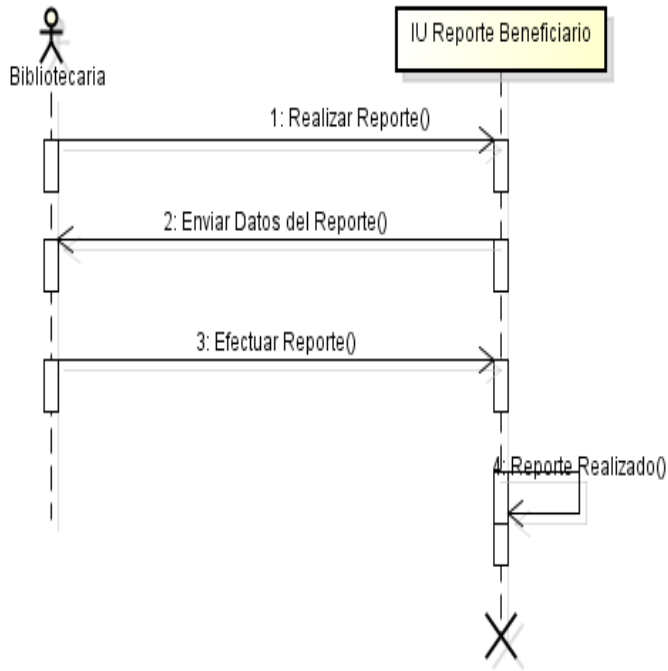 IU Reporte Beneficiario
Bibliotecaria
1: Realizar Reporte()
2: Enviar Datos del Reporte()
3: Efectuar Reporte()
4: Reporte Realizado()